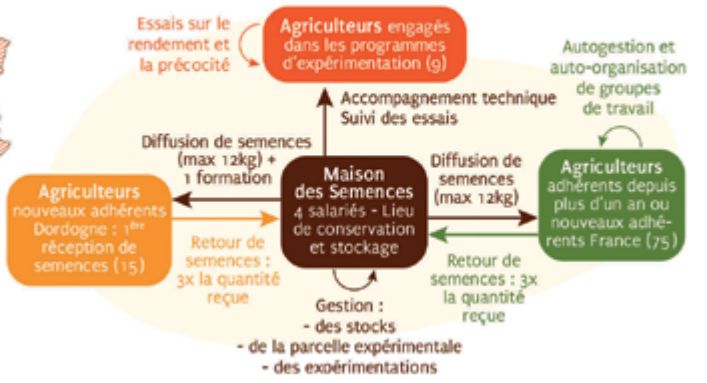 Essais sur le
rendement et
la précocité
Agriculteurs engagés
dans les programmes
d'expérimentation (9)
Autogestion et
auto-organisation
de groupes
de travail
Accompagnement technique
Suivi des essais
Diffusion de semences
(max 12kg) +
1 formation
Maison
des Semences
4 salariés - Lieu
de conservation
et stockage
Diffusion de
semences
(max 12kg)
Agriculteurs
nouveaux adhérents
Dordogne : 1ère
réception de
semences (15)
Agriculteurs
adhérents depuis
plus d'un an ou
nouveaux adhé-
rents France (75)
Retour de
semences :
3x la quantité
reçue
Retour de
semences : 3x
la quantité
reçue
Gestion :
- des stocks
- de la parcelle expérimentale
- des expérimentations